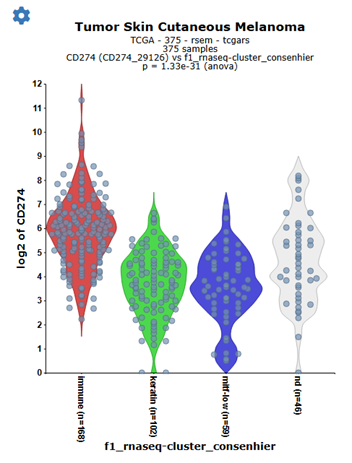 Tumor Skin Cutaneous Melanoma
TCGA - 375 - rsem - tcgars
375 samples
CD274 (CD274_29126) vs f1_rnaseq-cluster_consenhier
p = 1.33e-31 (anova)
12
11
10
9
8
7
6
5
4
3
2
1
0
log2 of CD274
immune (n=168)
keratin (n=102)
mitf-low (n=59)
nd (n=46)
f1_rnaseq-cluster_consenhier